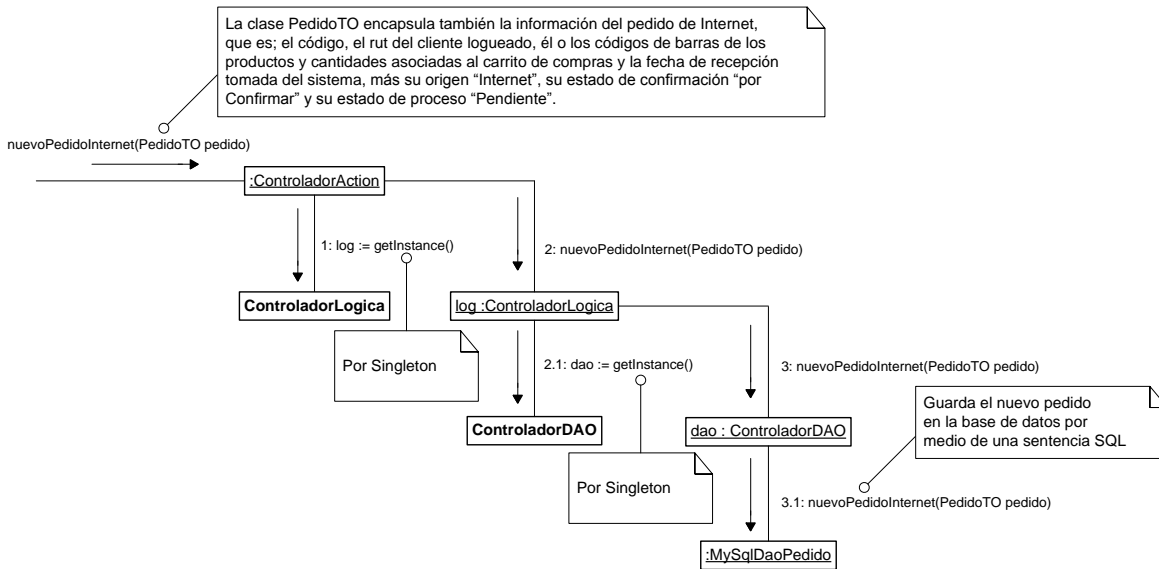 La clase PedidoTO encapsula también la información del pedido de Internet,
que es; el código, el rut del cliente logueado, él o los códigos de barras de los
productos y cantidades asociadas al carrito de compras y la fecha de recepción
tomada del sistema, más su origen “Internet”, su estado de confirmación “por
Confirmar” y su estado de proceso “Pendiente”.
nuevoPedidoInternet(PedidoTO pedido)
:ControladorAction
1: log := getInstance()
2: nuevoPedidoInternet(PedidoTO pedido)
ControladorLogica
log :ControladorLogica
Por Singleton
2.1: dao := getInstance()
3: nuevoPedidoInternet(PedidoTO pedido)
Guarda el nuevo pedido
en la base de datos por
medio de una sentencia SQL
ControladorDAO
dao : ControladorDAO
Por Singleton
3.1: nuevoPedidoInternet(PedidoTO pedido)
:MySqlDaoPedido